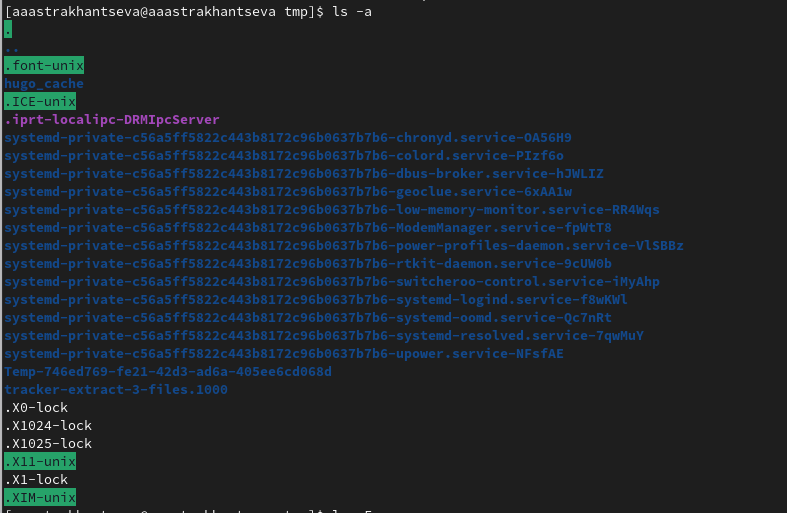 [aaastrakhantseva@aaastrakhantseva tmp]$ ls -a
.
..
.font-unix
hugo_cache
.ICE-unix
.iprt-localipc-DRMIpcServer
systemd-private-c56a5ff5822c443b8172c96b0637b7b6-chronyd.service-OA56H9
systemd-private-c56a5ff5822c443b8172c96b0637b7b6-colord.service-PIzf6o
systemd-private-c56a5ff5822c443b8172c96b0637b7b6-dbus-broker.service-hJWLIZ
systemd-private-c56a5ff5822c443b8172c96b0637b7b6-geoclue.service-6xAA1w
systemd-private-c56a5ff5822c443b8172c96b0637b7b6-low-memory-monitor.service-RR4Wqs
systemd-private-c56a5ff5822c443b8172c96b0637b7b6-ModemManager.service-fpWtT8
systemd-private-c56a5ff5822c443b8172c96b0637b7b6-power-profiles-daemon.service-VlSBBz
systemd-private-c56a5ff5822c443b8172c96b0637b7b6-rtkit-daemon.service-9cUW0b
systemd-private-c56a5ff5822c443b8172c96b0637b7b6-switcheroo-control.service-iMyAhp
systemd-private-c56a5ff5822c443b8172c96b0637b7b6-systemd-logind.service-f8wKWl
systemd-private-c56a5ff5822c443b8172c96b0637b7b6-systemd-oomd.service-Qc7nRt
systemd-private-c56a5ff5822c443b8172c96b0637b7b6-systemd-resolved.service-7qwMuY
systemd-private-c56a5ff5822c443b8172c96b0637b7b6-upower.service-NFsfAE
Temp-746ed769-fe21-42d3-ad6a-405ee6cd068d
tracker-extract-3-files.1000
.X0-lock
.X1024-lock
.X1025-lock
.X11-unix
.X1-lock
.XIM-unix